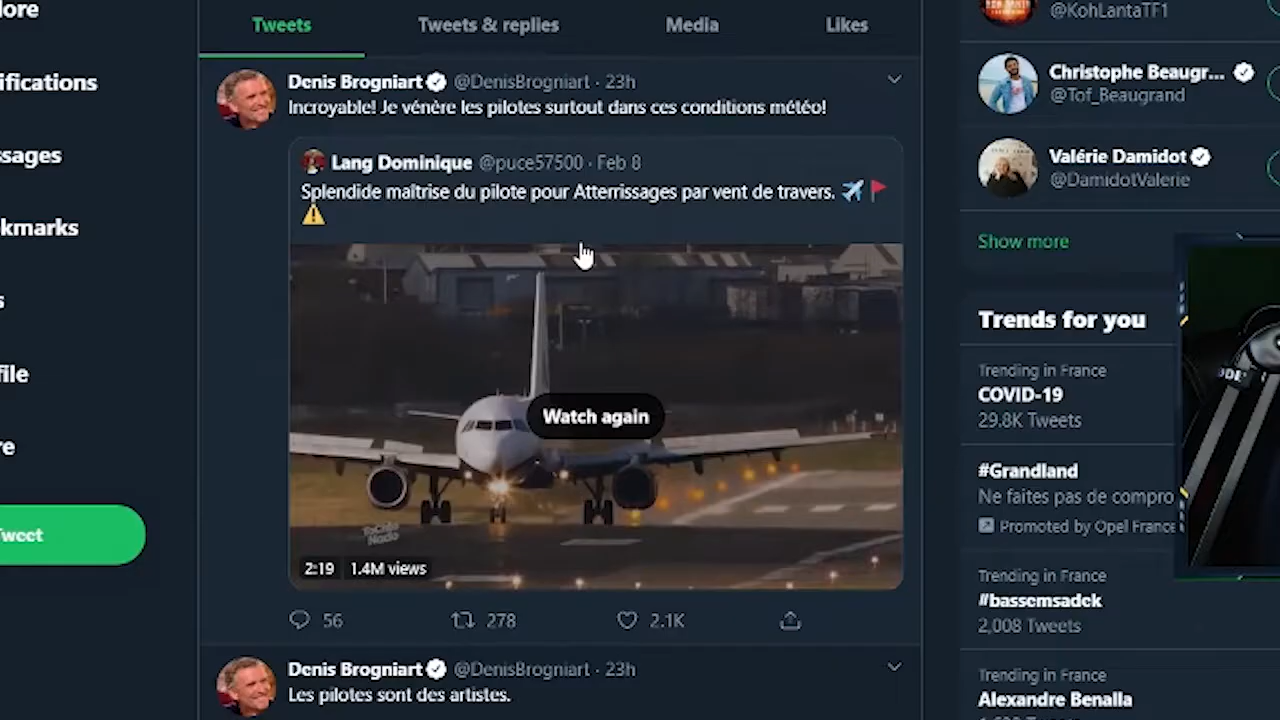 ore
ifications
ssages
kmarks
s
file
re
Tweet
Tweets
Tweets & replies
Media
Likes
Denis Brogniart @DenisBrogniart · 23h
Incroyable! Je vénère les pilotes surtout dans ces conditions météo!
Lang Dominique @puce57500 · Feb 8
Splendide maîtrise du pilote pour Atterrissages par vent de travers.
Watch again
2:19 1.4M views
56
278
2.1K
Denis Brogniart @DenisBrogniart · 23h
Les pilotes sont des artistes.
@KohLantaTF1
Christophe Beaugr...
@Tof_Beaugrand
Valérie Damidot
@DamidotValerie
Show more
Trends for you
Trending in France
COVID-19
29.8K Tweets
#Grandland
Ne faites pas de compro
Promoted by Opel France
Trending in France
#bassemsadek
2,008 Tweets
Trending in France
Alexandre Benalla